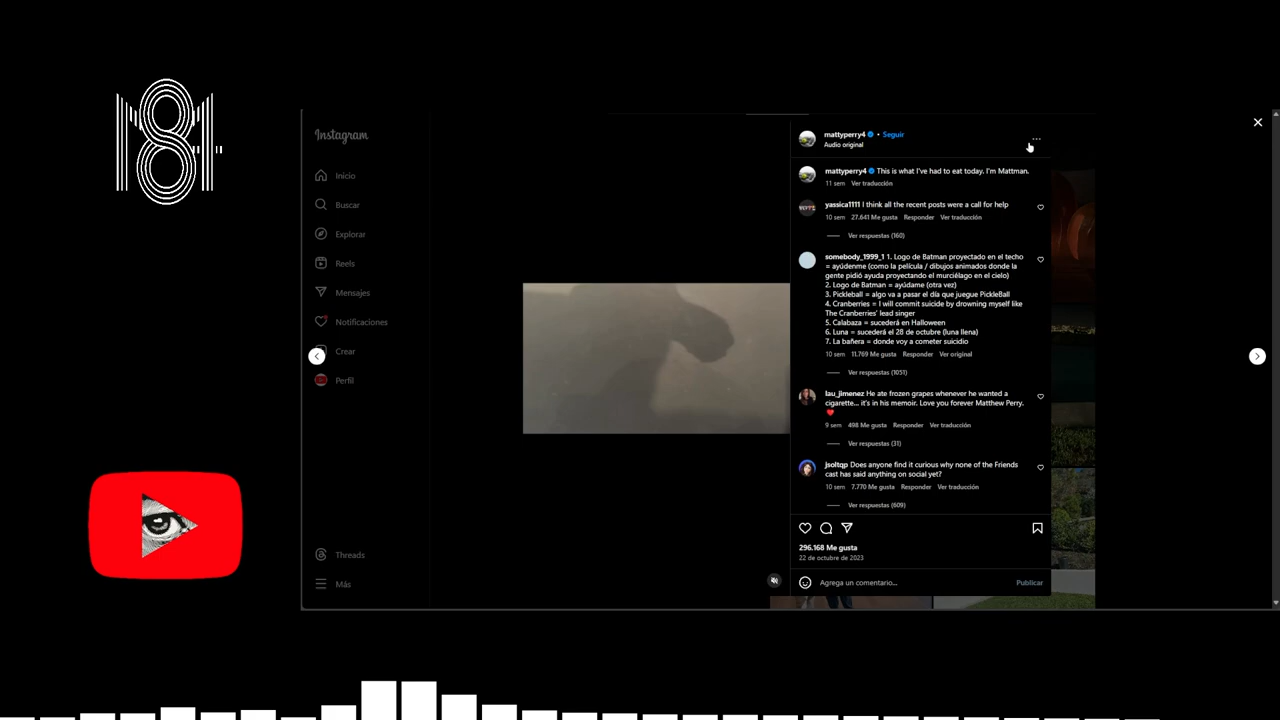 Instagram
Inicio
Buscar
Explorar
Reels
Mensajes
Notificaciones
Crear
Perfil
Threads
Más
mattyperry4 • Seguir
Audio original
mattyperry4 This is what I've had to eat today. I'm Mattman.
11 sem Ver traducción
yassica1111 I think all the recent posts were a call for help
10 sem 27.641 Me gusta Responder Ver traducción
Ver respuestas (160)
somebody_1999_1 1. Logo de Batman proyectado en el techo
= ayúdenme (como la película / dibujos animados donde la
gente pidió ayuda proyectando el murciélago en el cielo)
2. Logo de Batman = ayúdame (otra vez)
3. Pickleball = algo va a pasar el día que juegue PickleBall
4. Cranberries = I will commit suicide by drowning myself like
The Cranberries' lead singer
5. Calabaza = sucederá en Halloween
6. Luna = sucederá el 28 de octubre (luna llena)
7. La bañera = donde voy a cometer suicidio
10 sem 11.769 Me gusta Responder Ver original
Ver respuestas (1051)
lau_jimenez He ate frozen grapes whenever he wanted a
cigarette... it's in his memoir. Love you forever Matthew Perry.
❤️
9 sem 498 Me gusta Responder Ver traducción
Ver respuestas (31)
jsoltqp Does anyone find it curious why none of the Friends
cast has said anything on social yet?
10 sem 7.770 Me gusta Responder Ver traducción
Ver respuestas (609)
296.168 Me gusta
22 de octubre de 2023
Agrega un comentario...
Publicar